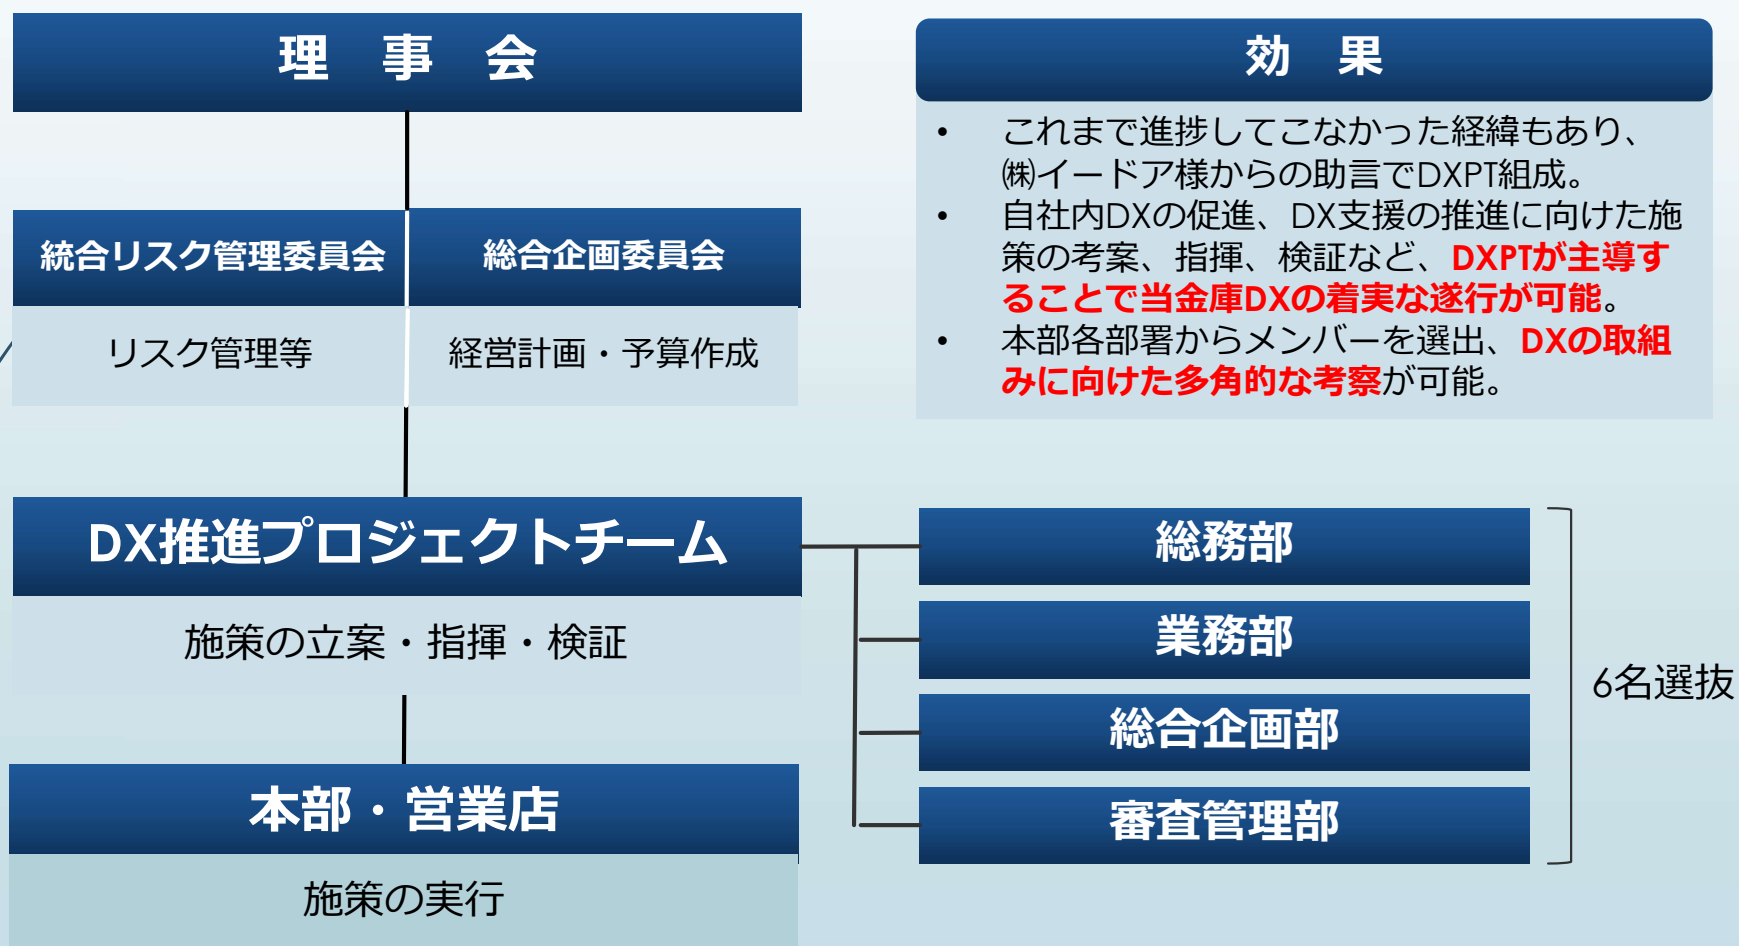 理　事　会
統合リスク管理委員会
総合企画委員会
リスク管理等
経営計画・予算作成
DX推進プロジェクトチーム
施策の立案・指揮・検証
本部・営業店
施策の実行
効　果
• これまで進捗してこなかった経緯もあり、
㈱イードア様からの助言でDXPT組成。
• 自社内DXの促進、DX支援の推進に向けた施
策の考案、指揮、検証など、DXPTが主導す
ることで当金庫DXの着実な遂行が可能。
• 本部各部署からメンバーを選出、DXの取組
みに向けた多角的な考察が可能。
総務部
業務部
総合企画部
審査管理部
6名選抜